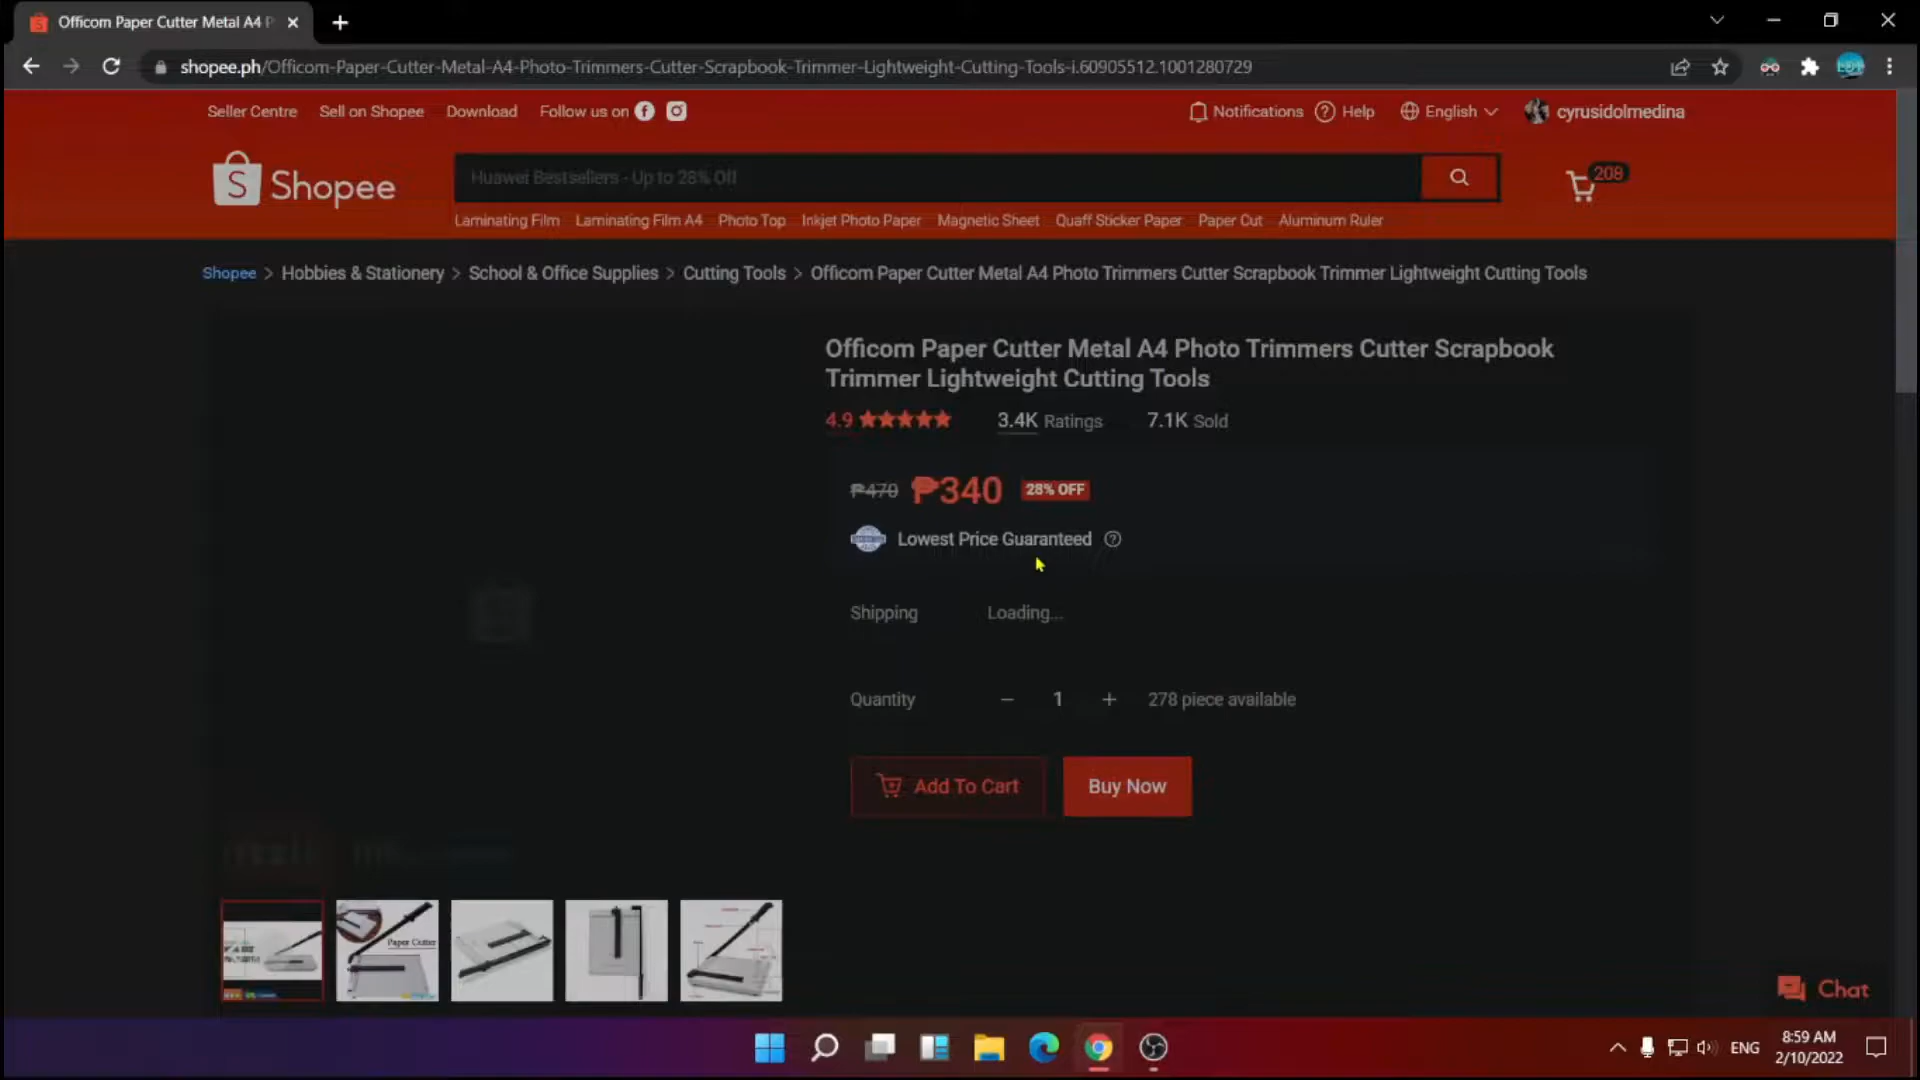 Officom Paper Cutter Metal A4 P
shopee.ph/Officom-Paper-Cutter-Metal-A4-Photo-Trimmers-Cutter-Scrapbook-Trimmer-Lightweight-Cutting-Tools-i.60905512.1001280729
Seller Centre Sell on Shopee Download Follow us on Notifications Help English cyrusidolmedina
Shopee
Huawei Bestsellers - Up to 28% Off
208
Laminating Film Laminating Film A4 Photo Top Inkjet Photo Paper Magnetic Sheet Quaff Sticker Paper Paper Cut Aluminum Ruler
Shopee > Hobbies & Stationery > School & Office Supplies > Cutting Tools > Officom Paper Cutter Metal A4 Photo Trimmers Cutter Scrapbook Trimmer Lightweight Cutting Tools
Officom Paper Cutter Metal A4 Photo Trimmers Cutter Scrapbook
Trimmer Lightweight Cutting Tools
4.9 3.4K Ratings 7.1K Sold
₱470 ₱340 28% OFF
Lowest Price Guaranteed
Shipping Loading...
Quantity − 1 + 278 piece available
Add To Cart Buy Now
Paper Cutter
Chat
ENG
8:59 AM
2/10/2022